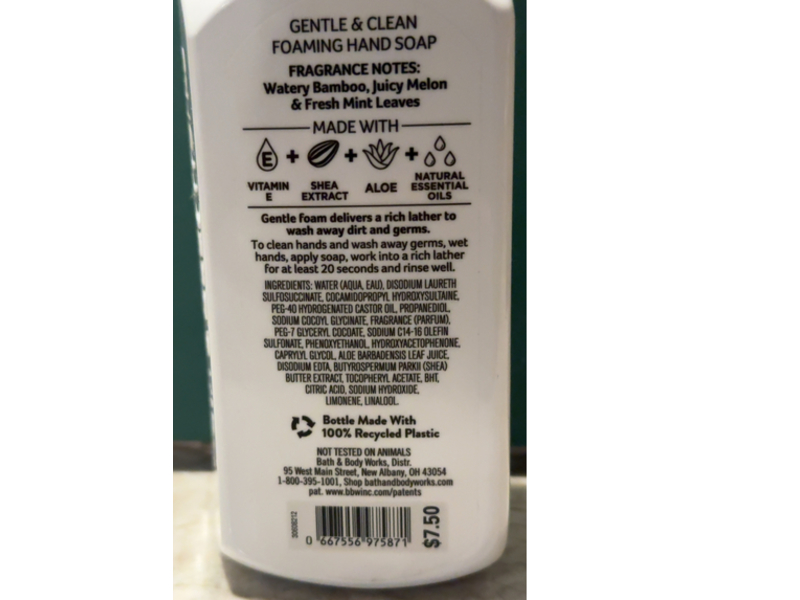 GENTLE & CLEAN
FOAMING HAND SOAP
FRAGRANCE NOTES:
Watery Bamboo, Juicy Melon
& Fresh Mint Leaves
MADE WITH
E + + +
VITAMIN E SHEA EXTRACT ALOE NATURAL ESSENTIAL OILS
Gentle foam delivers a rich lather to
wash away dirt and germs.
To clean hands and wash away germs, wet
hands, apply soap, work into a rich lather
for at least 20 seconds and rinse well.
INGREDIENTS: WATER (AQUA, EAU), DISODIUM LAURETH
SULFOSUCCINATE, COCAMIDOPROPYL HYDROXYSULTAINE,
PEG-40 HYDROGENATED CASTOR OIL, PROPANEDIOL,
SODIUM COCOYL GLYCINATE, FRAGRANCE (PARFUM),
PEG-7 GLYCERYL COCOATE, SODIUM C14-16 OLEFIN
SULFONATE, PHENOXYETHANOL, HYDROXYACETOPHENONE,
CAPRYLYL GLYCOL, ALOE BARBADENSIS LEAF JUICE,
DISODIUM EDTA, BUTYROSPERMUM PARKII (SHEA)
BUTTER EXTRACT, TOCOPHERYL ACETATE, BHT,
CITRIC ACID, SODIUM HYDROXIDE,
LIMONENE, LINALOOL.
Bottle Made With
100% Recycled Plastic
NOT TESTED ON ANIMALS
Bath & Body Works, Distr.
95 West Main Street, New Albany, OH 43054
1-800-395-1001, Shop bathandbodyworks.com
pat. www.bbwinc.com/patents
0 667556 975871
$7.50